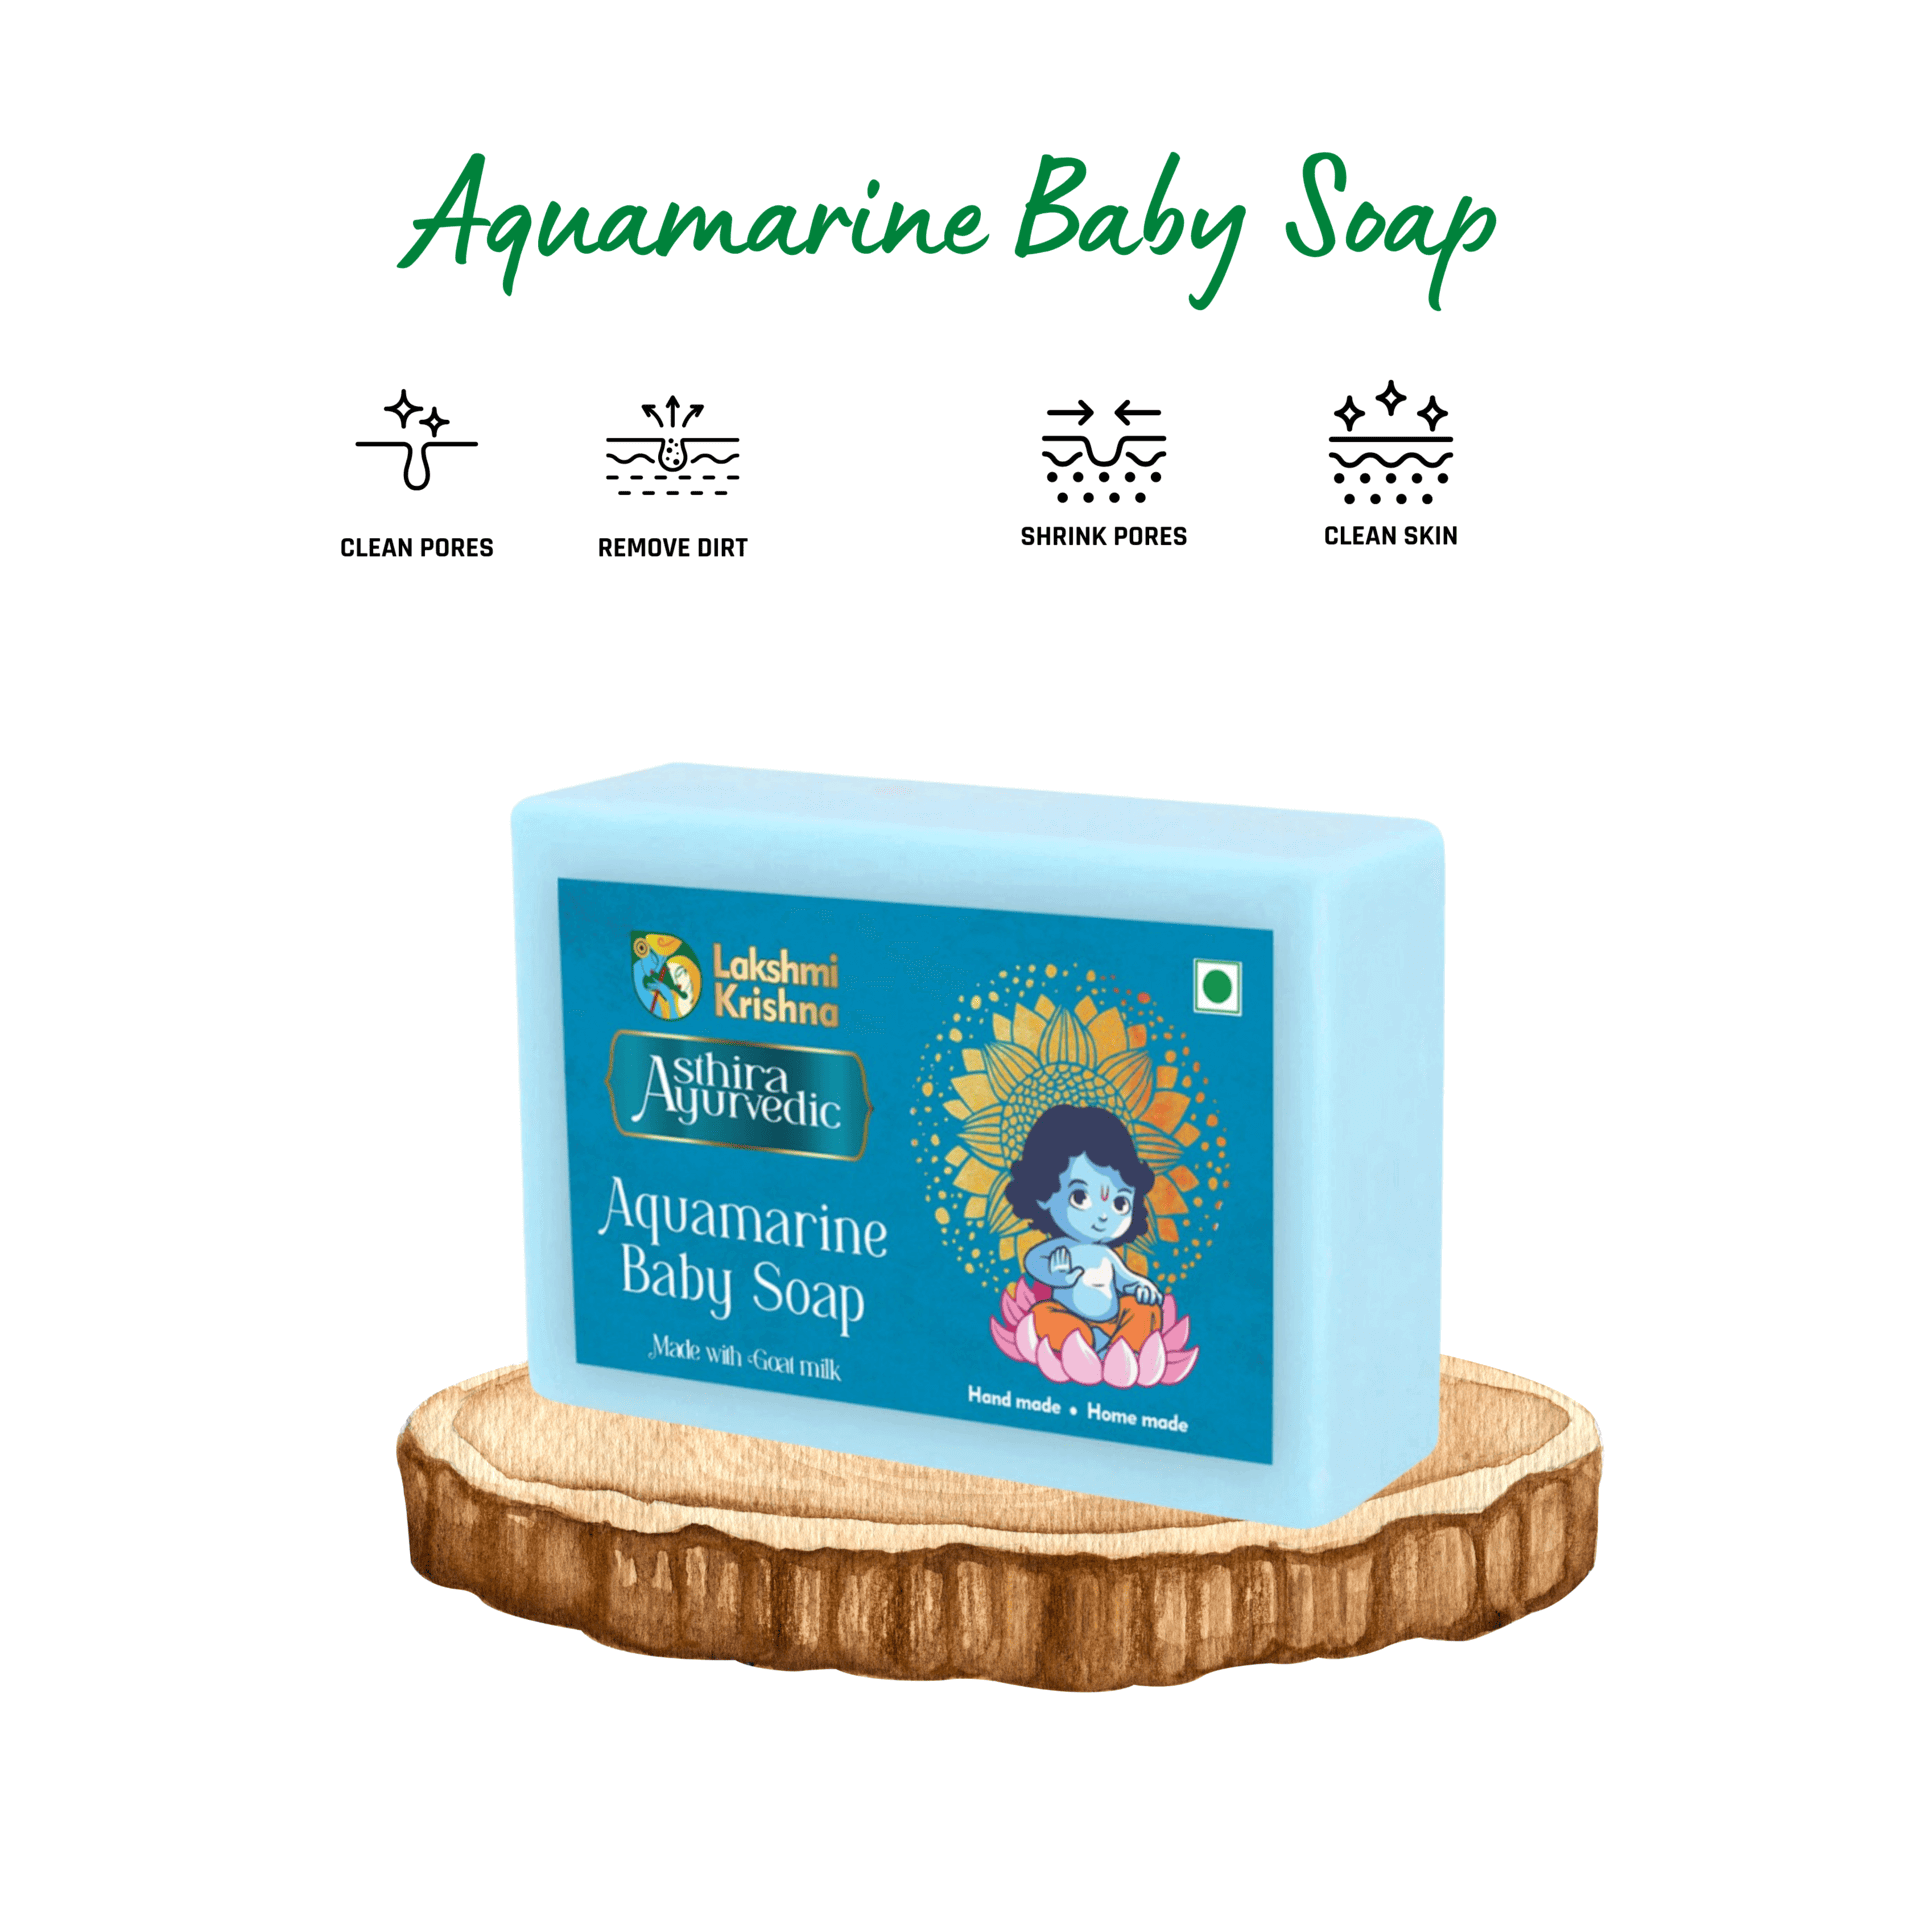 Aquamarine Baby Soap
CLEAN PORES
REMOVE DIRT
SHRINK PORES
CLEAN SKIN
Lakshmi
Krishna
Asthira
Ayurvedic
Aquamarine
Baby Soap
Made with Goat milk
Hand made • Home made